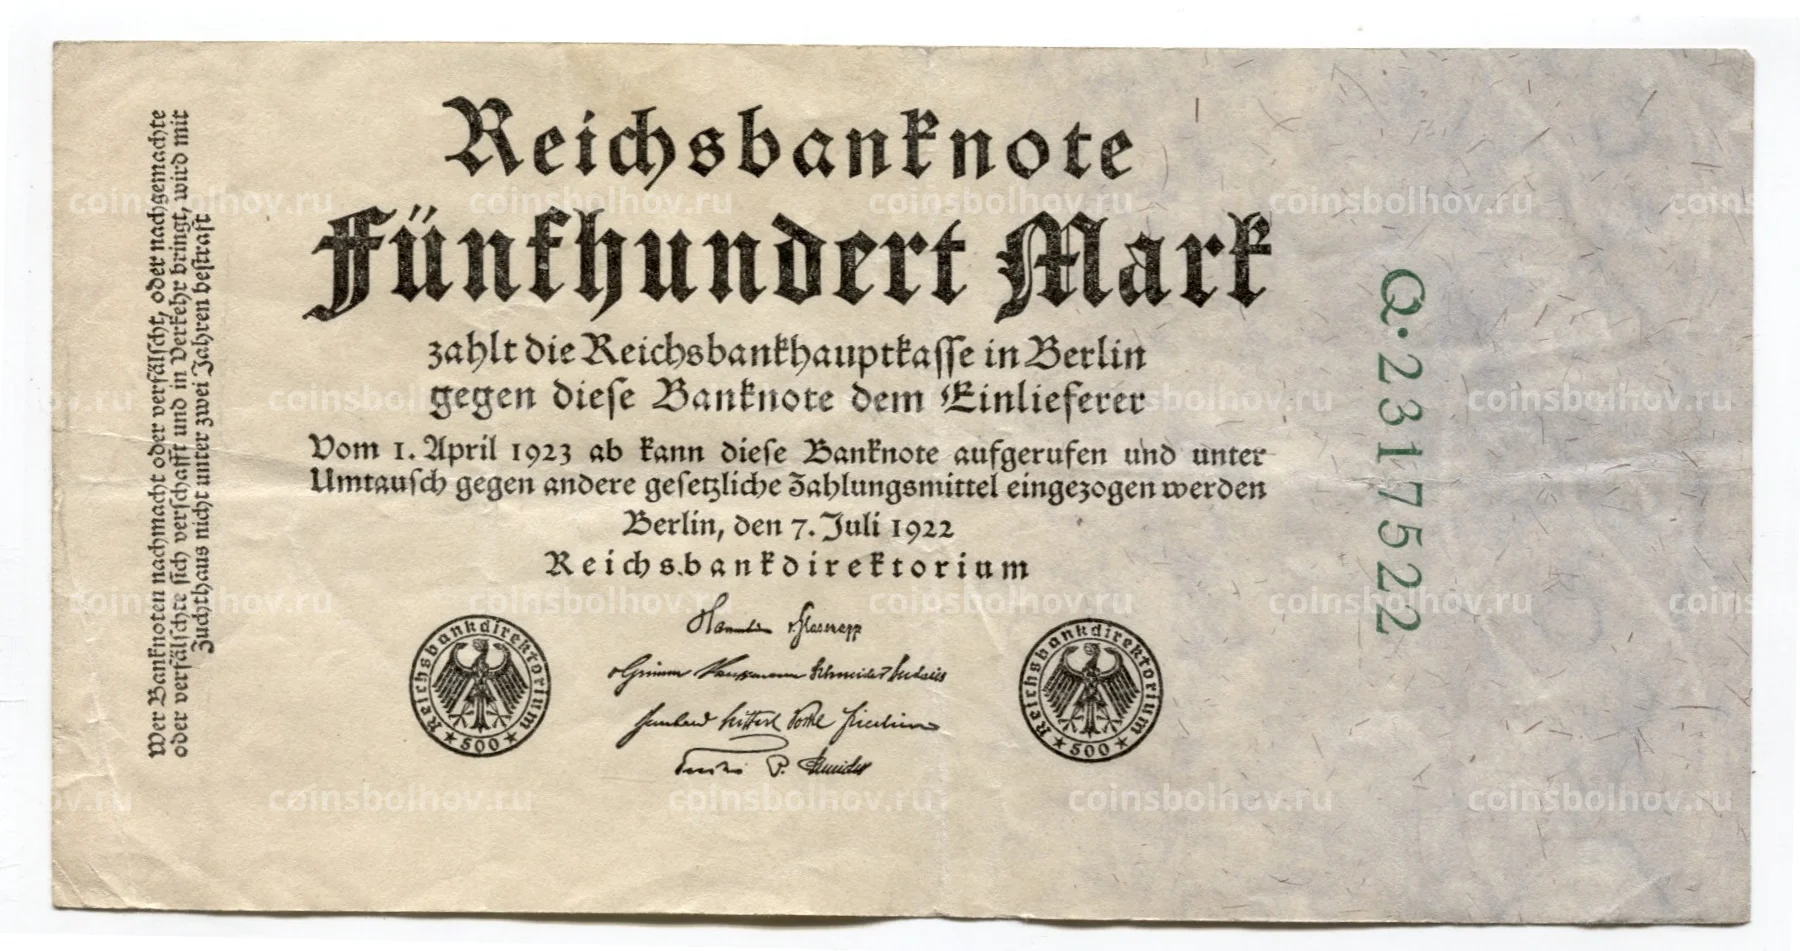 Reichsbanknote
Fünfhundert Mark
zahlt die Reichsbankhauptkasse in Berlin
gegen diese Banknote dem Einlieferer
Vom 1. April 1923 ab kann diese Banknote aufgerufen und unter
Umtausch gegen andere gesetzliche Zahlungsmittel eingezogen werden
Berlin, den 7. Juli 1922
Reichsbankdirektorium
Reichsbankdirektorium
★ 500 ★
Reichsbankdirektorium
★ 500 ★
Wer Banknoten nachmacht oder verfälscht, oder nachgemachte
oder verfälschte sich verschafft und in Verkehr bringt, wird mit
Zuchthaus nicht unter zwei Jahren bestraft
Q·2317522
coinsbolhov.ru